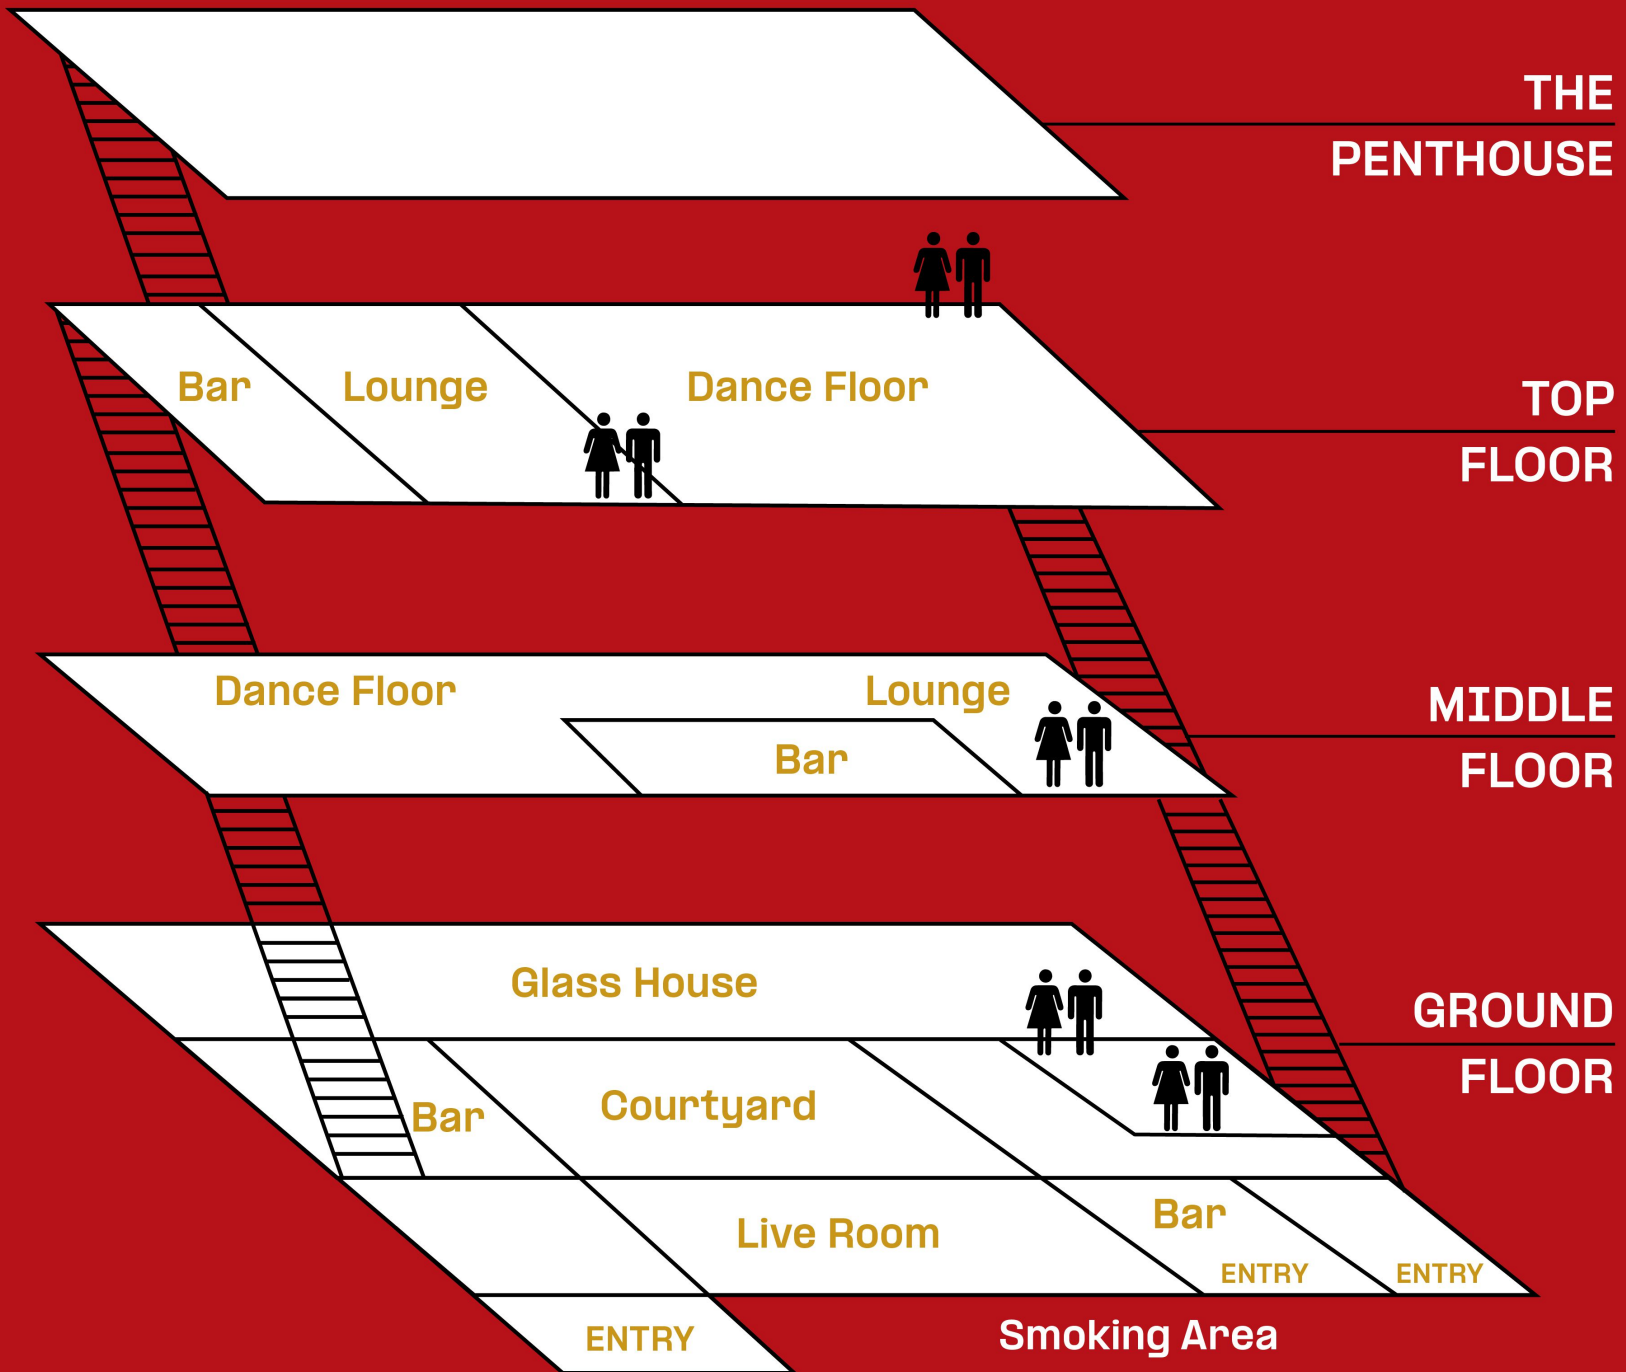 THE
PENTHOUSE
Bar
Lounge
Dance Floor
TOP
FLOOR
Dance Floor
Lounge
Bar
MIDDLE
FLOOR
Glass House
GROUND
FLOOR
Bar
Courtyard
Live Room
Bar
ENTRY
ENTRY
ENTRY
Smoking Area